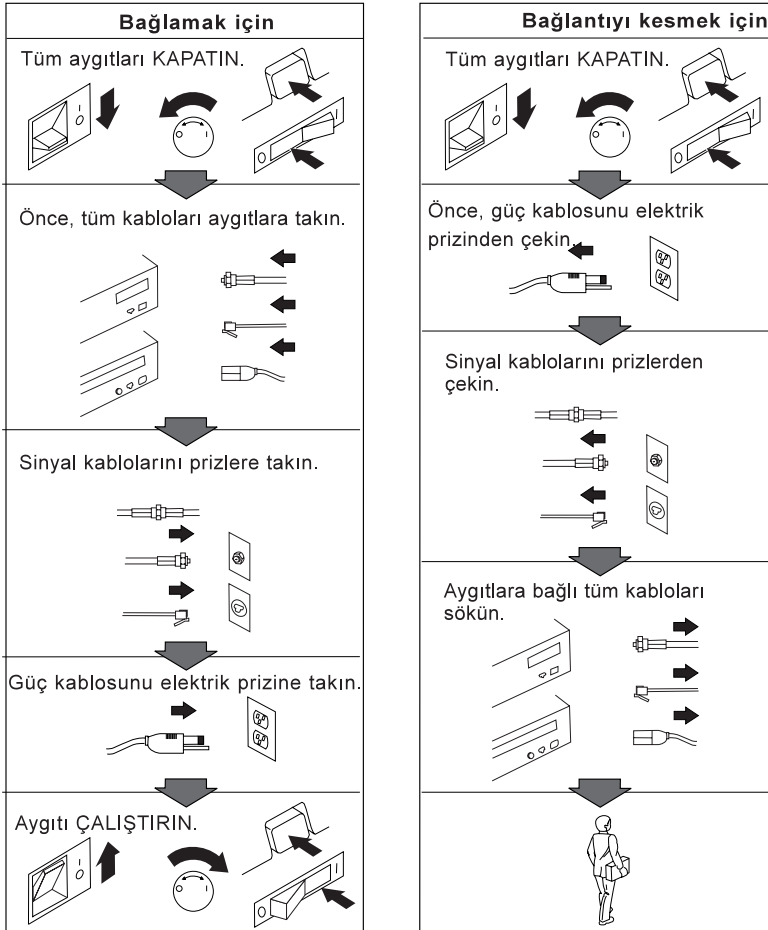 Bağlamak için
Tüm aygıtları KAPATIN.
Önce, tüm kabloları aygıtlara takın.
Sinyal kablolarını prizlere takın.
Güç kablosunu elektrik prizine takın.
Aygıtı ÇALIŞTIRIN.
Bağlantıyı kesmek için
Tüm aygıtları KAPATIN.
Önce, güç kablosunu elektrik
prizinden çekin.
Sinyal kablolarını prizlerden
çekin.
Aygıtlara bağlı tüm kabloları
sökün.